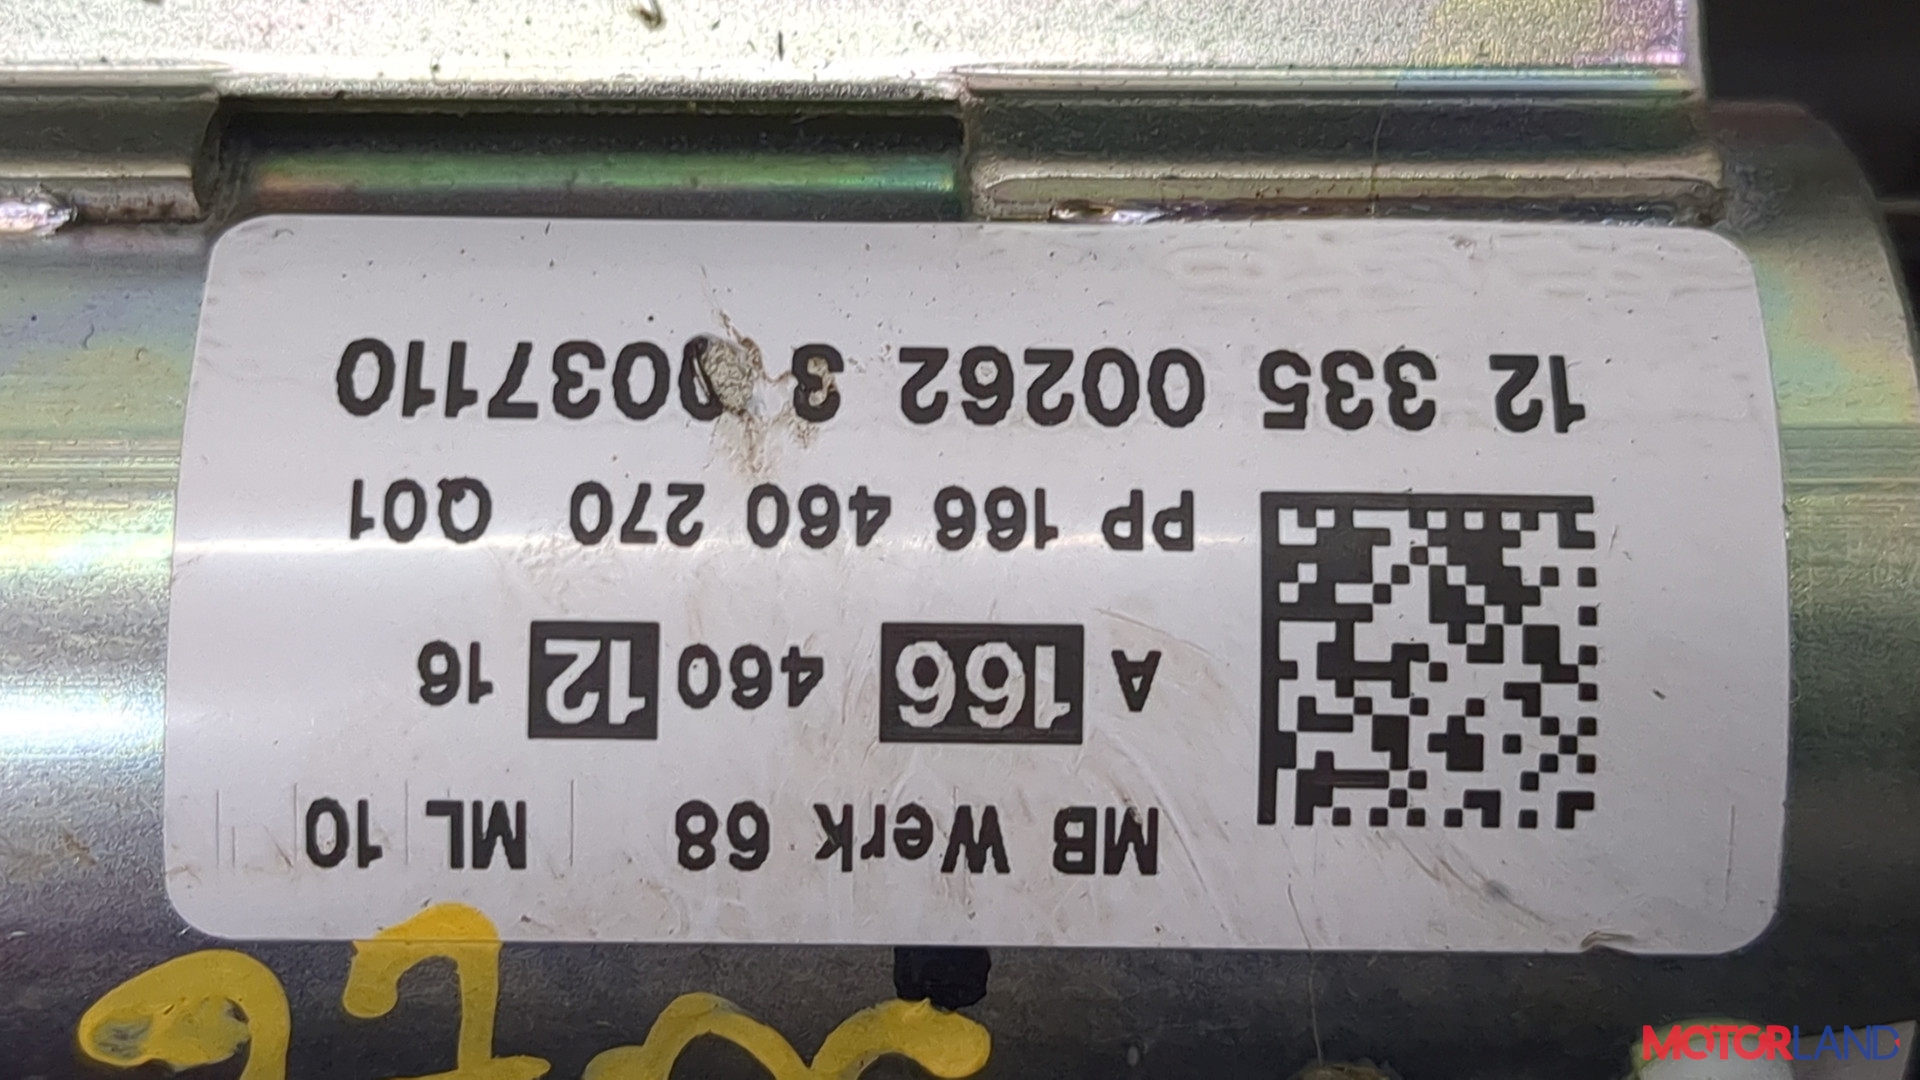 MB Werk 68 ML 10
A 166 460 12 16
PP 166 460 270 Q01
12 335 00262 3 0037110
MOTORLAND